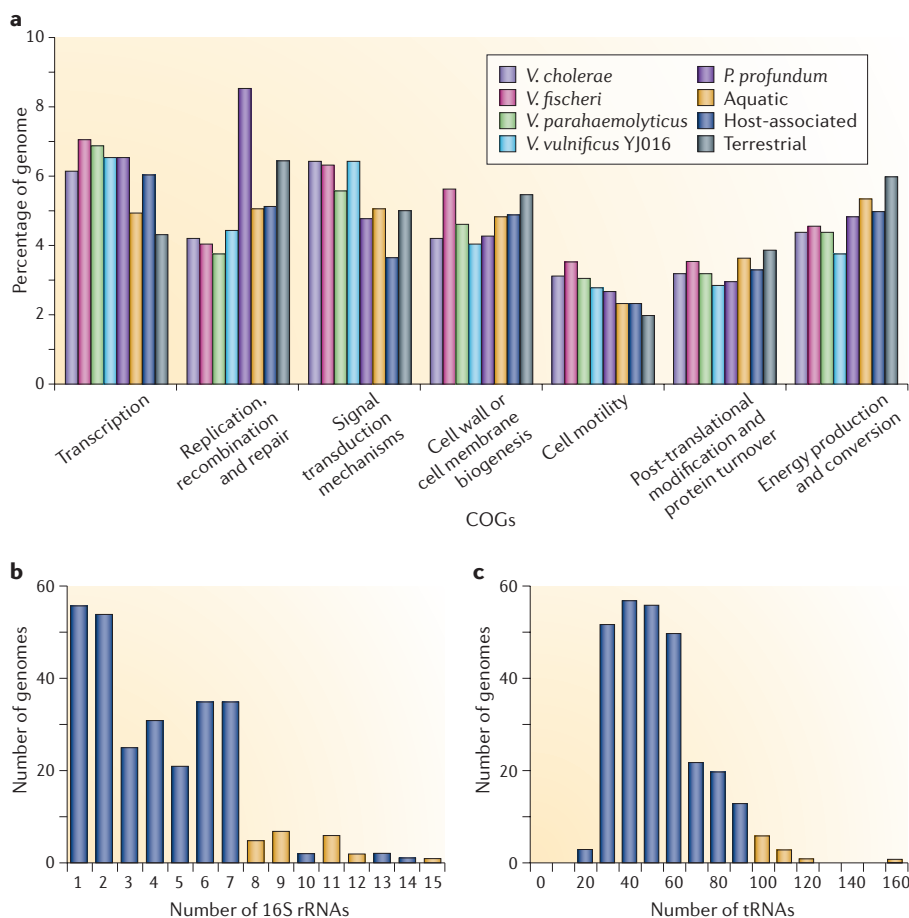 a
10
8
6
4
2
0
Percentage of genome
V. cholerae
V. fischeri
V. parahaemolyticus
V. vulnificus YJ016
P. profundum
Aquatic
Host-associated
Terrestrial
Transcription
Replication,
recombination
and repair
Signal
transduction
mechanisms
Cell wall or
cell membrane
biogenesis
Cell motility
Post-translational
modification and
protein turnover
Energy production
and conversion
COGs
b
60
40
20
0
Number of genomes
1 2 3 4 5 6 7 8 9 10 11 12 13 14 15
Number of 16S rRNAs
c
60
40
20
0
Number of genomes
0 20 40 60 80 100 120 140 160
Number of tRNAs